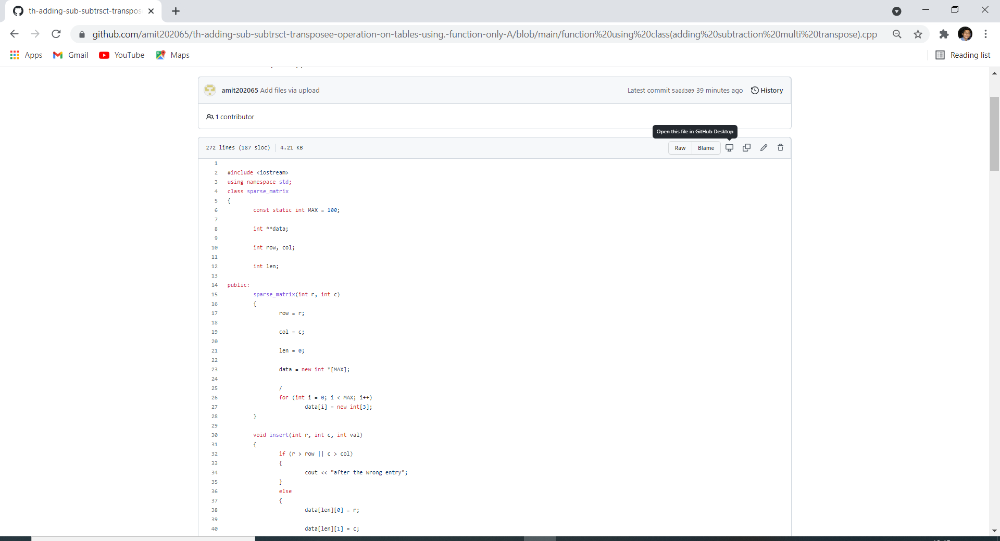 th-adding-sub-subtrsct-transpos
github.com/amit202065/th-adding-sub-subtrsct-transposee-operation-on-tables-using.-function-only-A/blob/main/function%20using%20class(adding%20subtraction%20multi%20transpose).cpp
Apps Gmail YouTube Maps Reading list
amit202065 Add files via upload Latest commit 5a6d309 39 minutes ago History
1 contributor
Open this file in GitHub Desktop
272 lines (187 sloc) 4.21 KB Raw Blame
1
2 #include <iostream>
3 using namespace std;
4 class sparse_matrix
5 {
6 const static int MAX = 100;
7
8 int **data;
9
10 int row, col;
11
12 int len;
13
14 public:
15 sparse_matrix(int r, int c)
16 {
17 row = r;
18
19 col = c;
20
21 len = 0;
22
23 data = new int *[MAX];
24
25 /
26 for (int i = 0; i < MAX; i++)
27 data[i] = new int[3];
28 }
29
30 void insert(int r, int c, int val)
31 {
32 if (r > row || c > col)
33 {
34 cout << "after the Wrong entry";
35 }
36 else
37 {
38 data[len][0] = r;
39
40 data[len][1] = c;